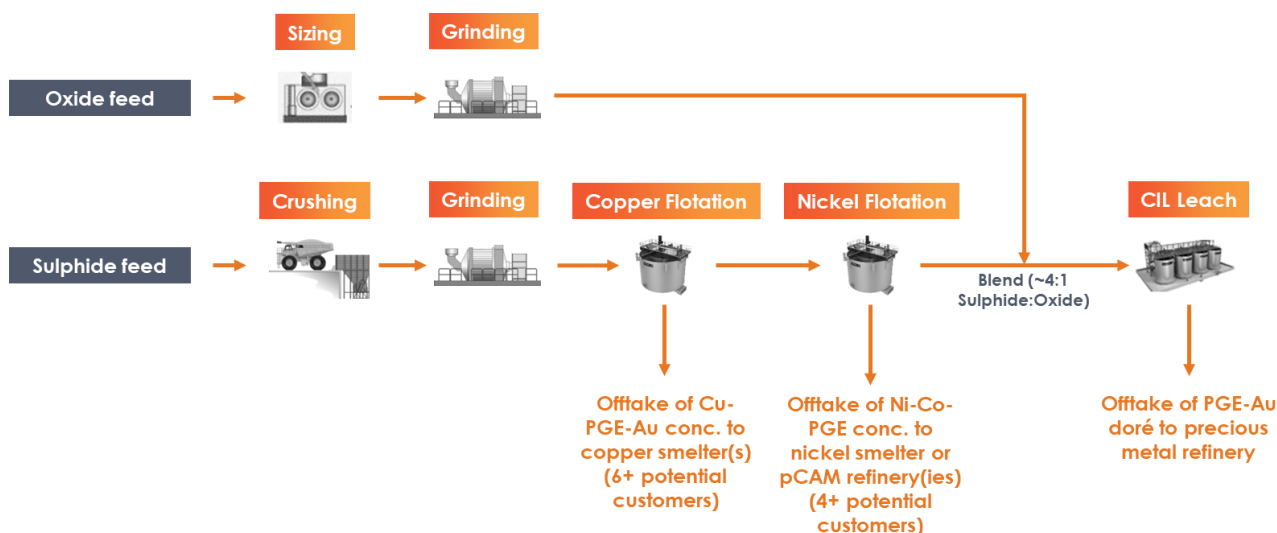 Sizing
Grinding
Oxide feed
Crushing
Grinding
Copper Flotation
Nickel Flotation
CIL Leach
Sulphide feed
Blend (~4:1
Sulphide:Oxide)
Offtake of Cu-
PGE-Au conc. to
copper smelter(s)
(6+ potential
customers)
Offtake of Ni-Co-
PGE conc. to
nickel smelter or
pCAM refinery(ies)
(4+ potential
customers)
Offtake of PGE-Au
doré to precious
metal refinery